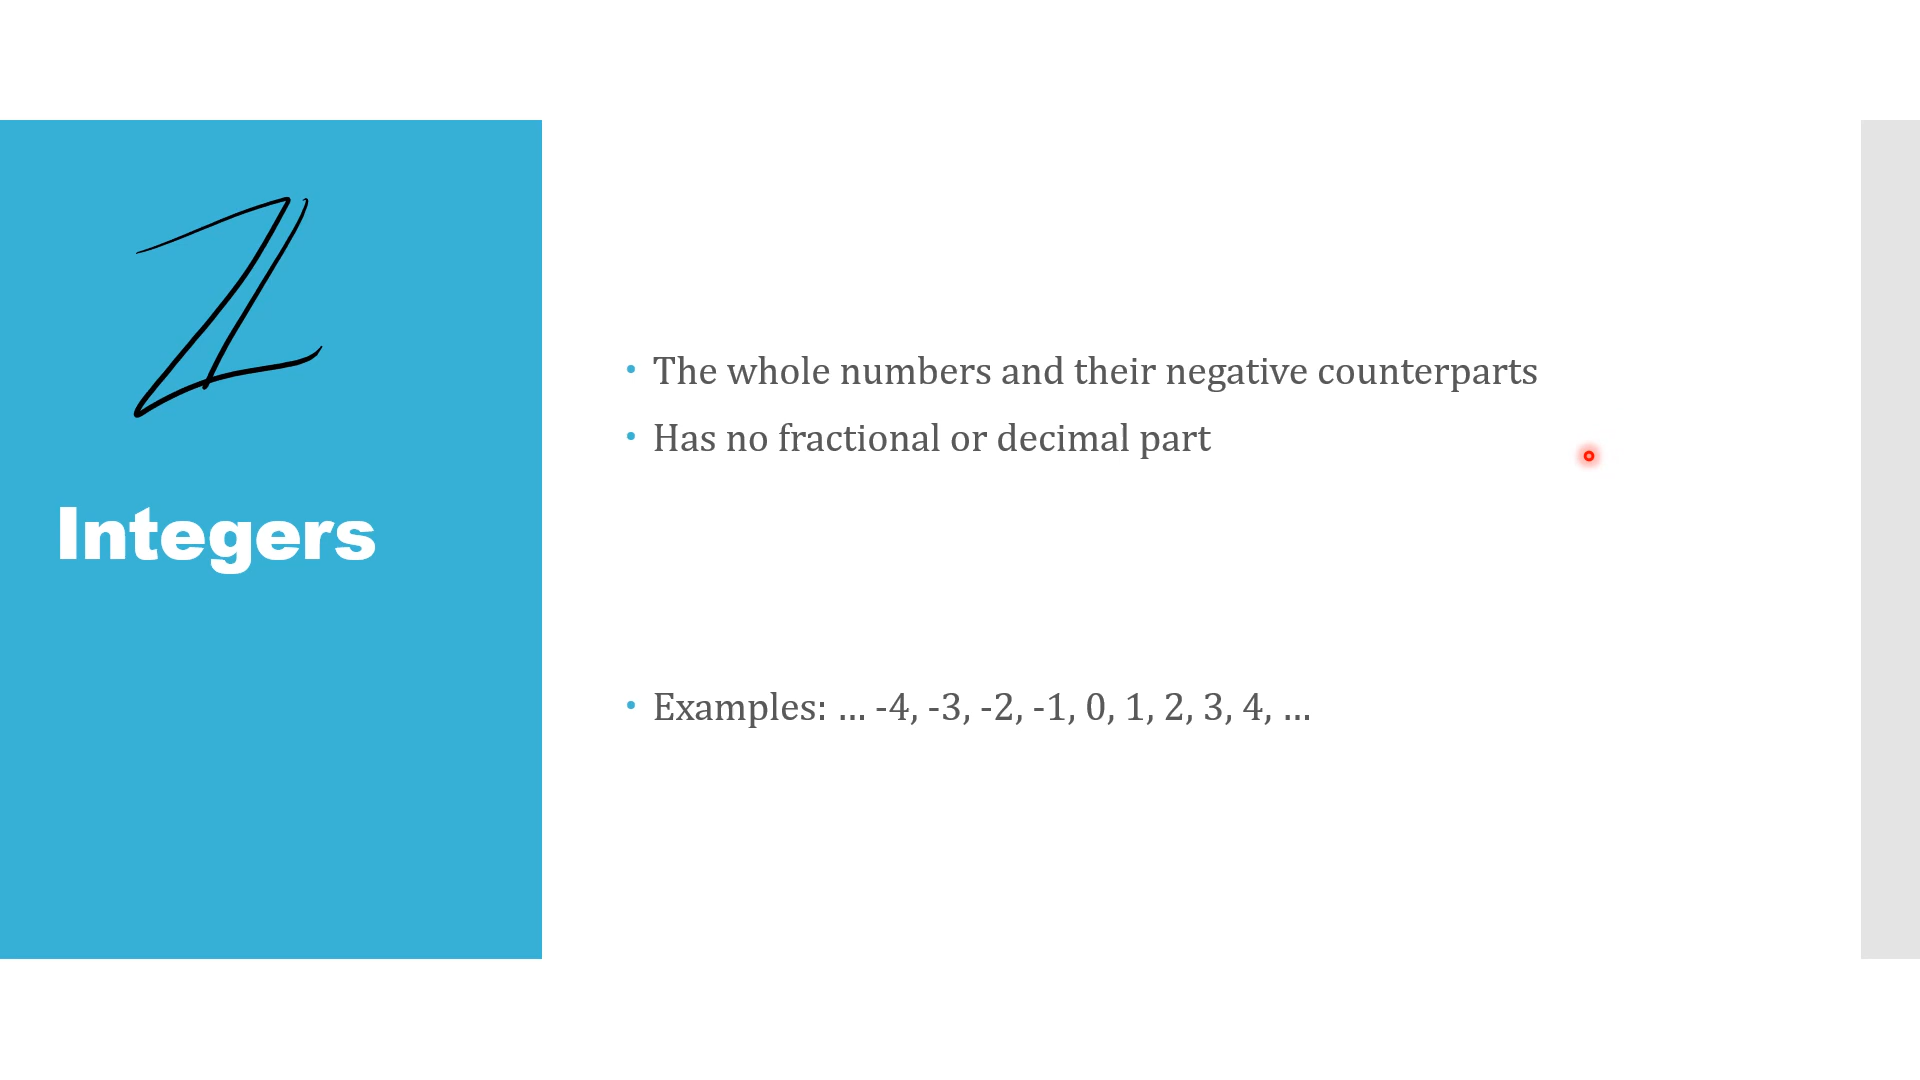 ℤ
Integers
• The whole numbers and their negative counterparts
• Has no fractional or decimal part
• Examples: … -4, -3, -2, -1, 0, 1, 2, 3, 4, …